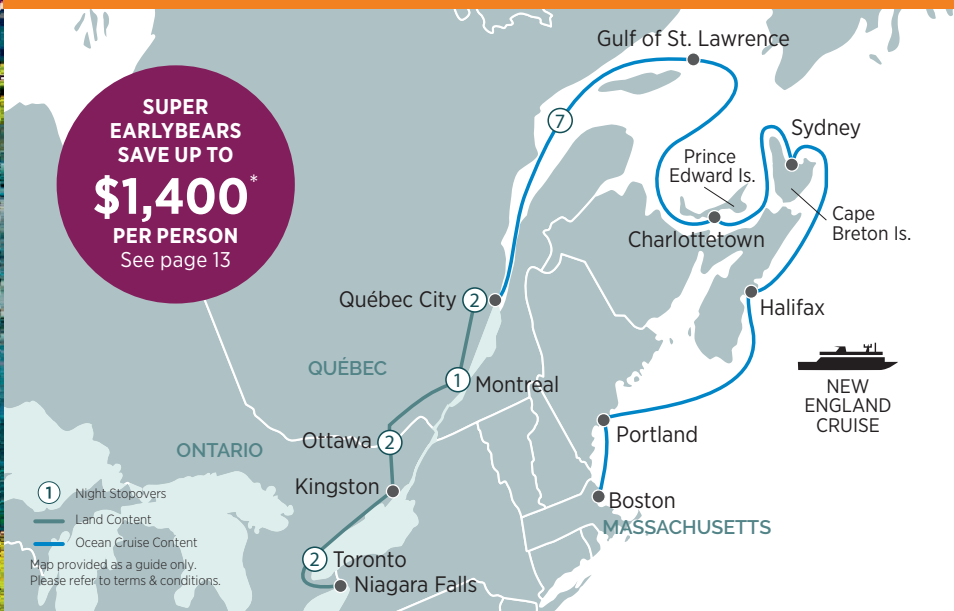 SUPER
EARLYBEARS
SAVE UP TO
$1,400*
PER PERSON
See page 13
Gulf of St. Lawrence
7
Sydney
Prince
Edward Is.
Cape
Breton Is.
Charlottetown
Québec City 2
Halifax
QUÉBEC
1 Montreal
NEW
ENGLAND
CRUISE
Ottawa 2
Portland
ONTARIO
Kingston
Boston
MASSACHUSETTS
2 Toronto
Niagara Falls
1 Night Stopovers
Land Content
Ocean Cruise Content
Map provided as a guide only.
Please refer to terms & conditions.